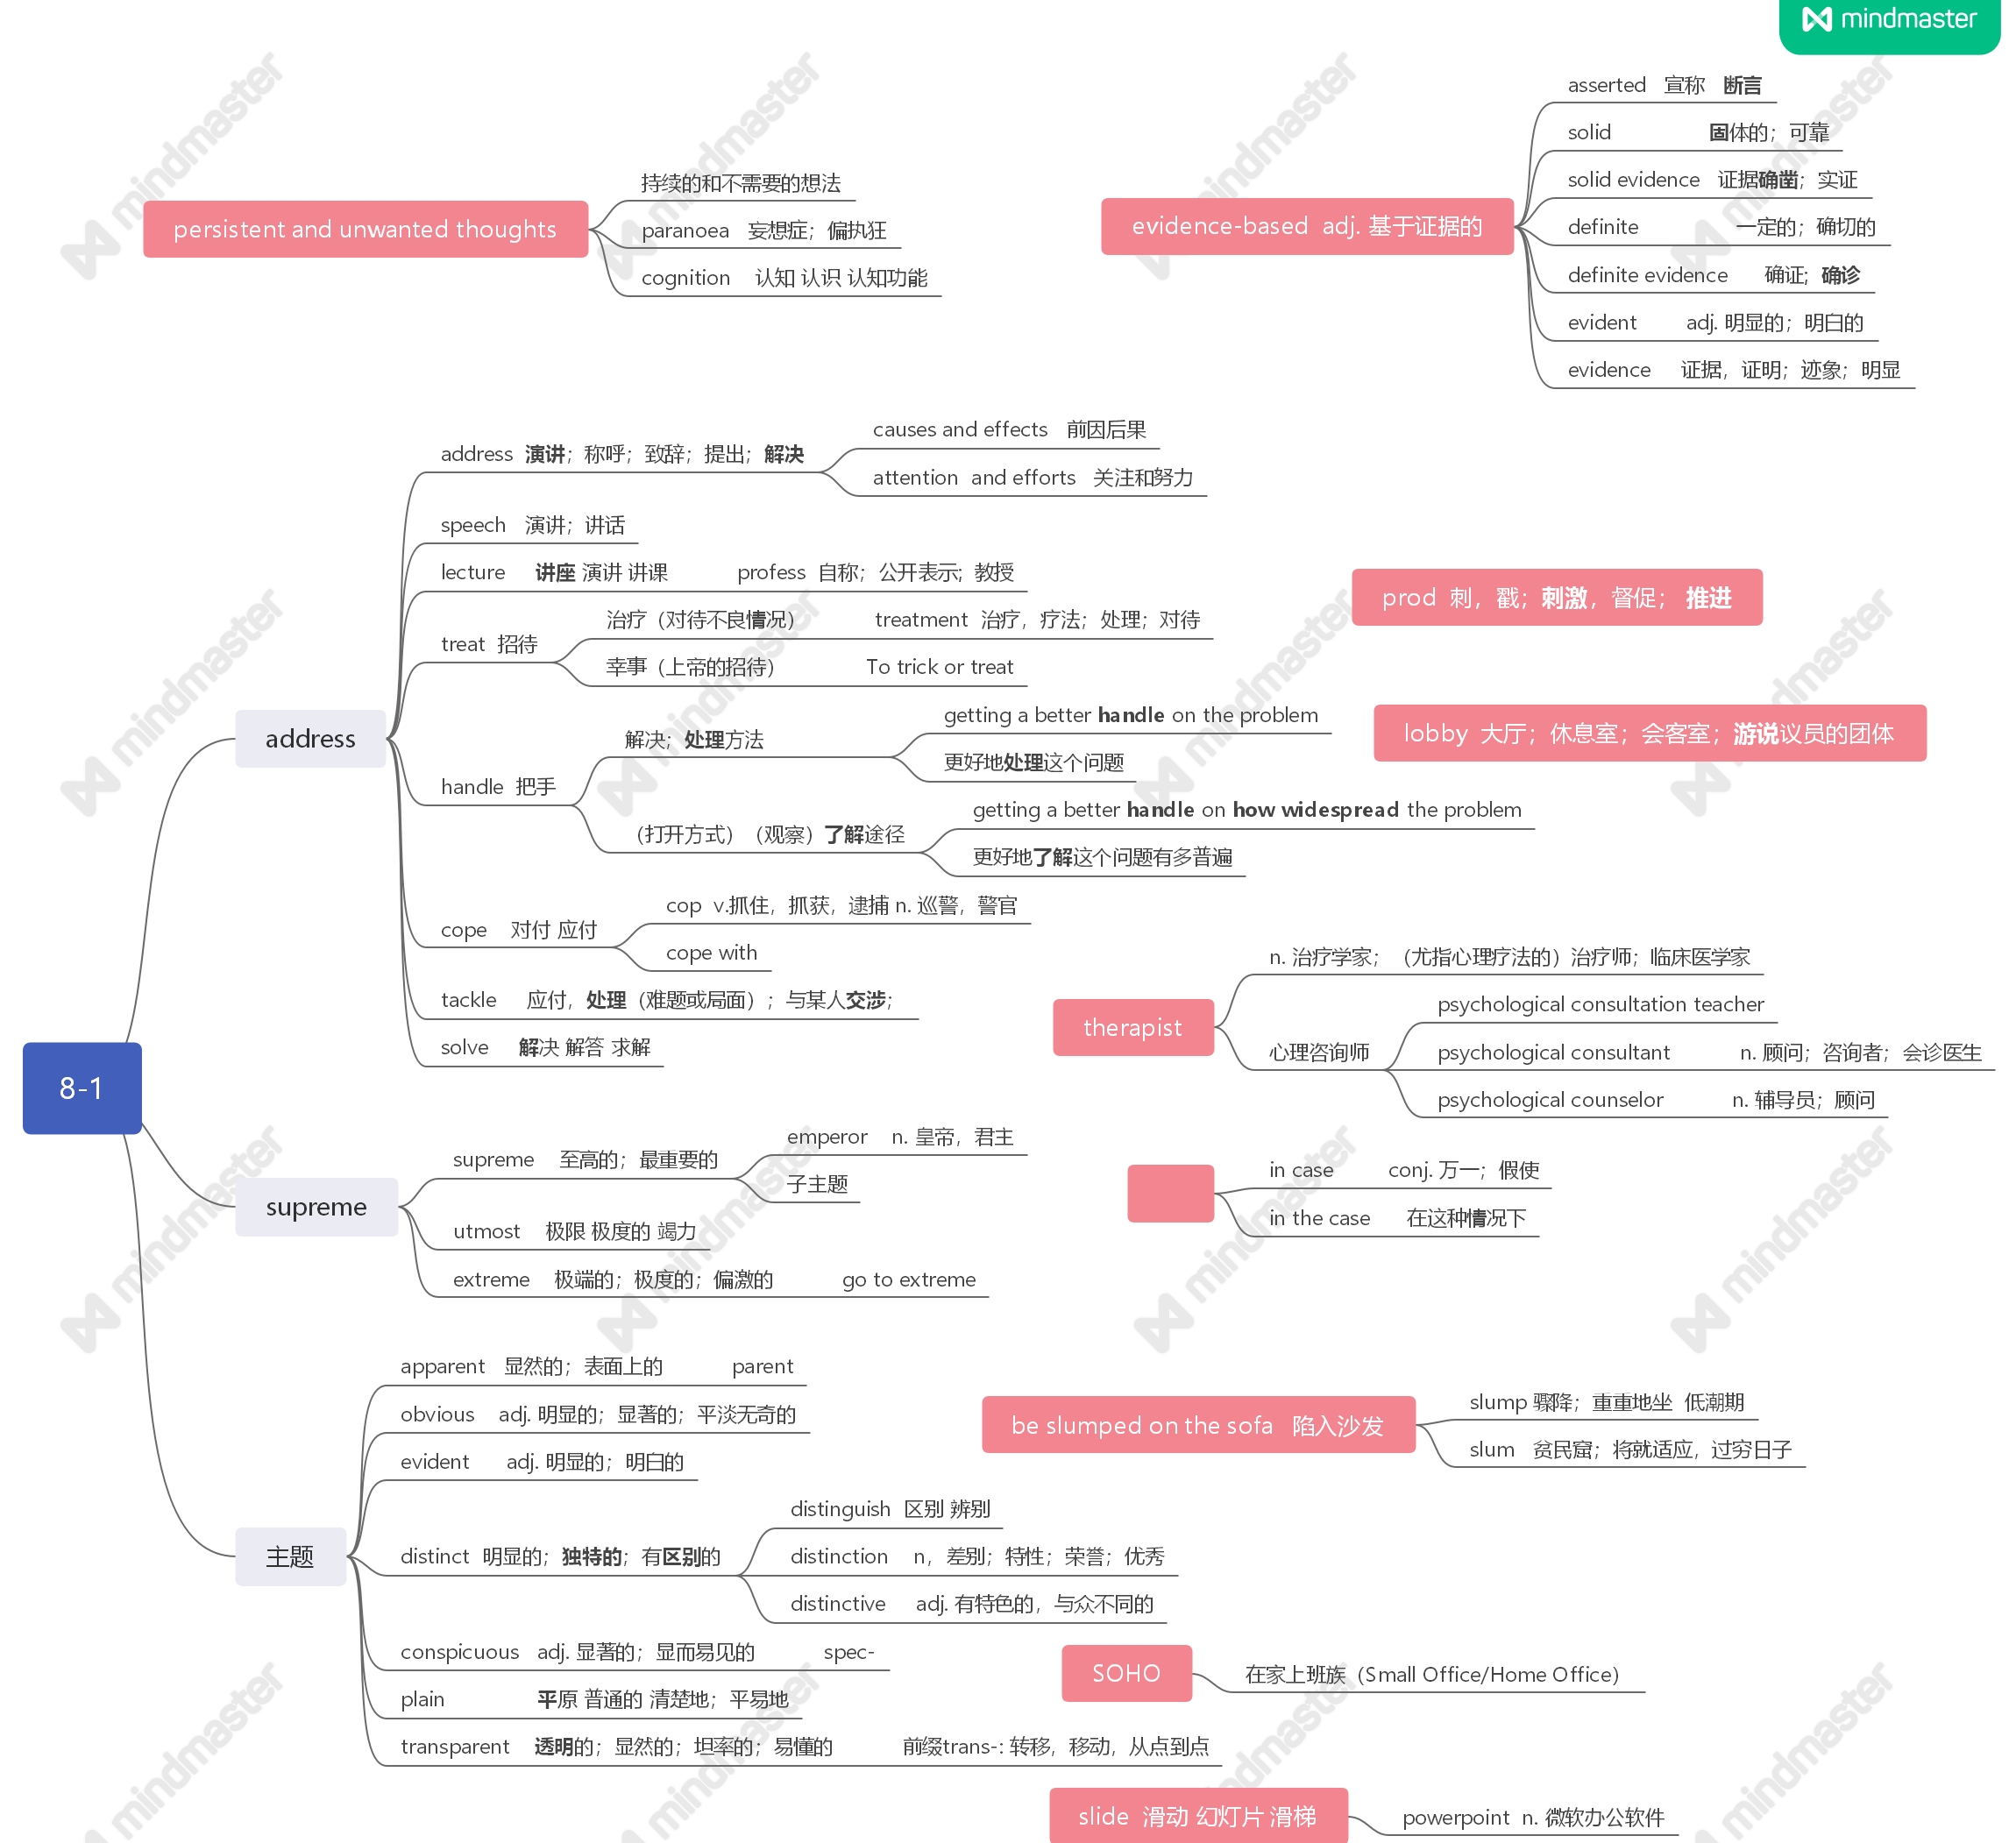 mindmaster
persistent and unwanted thoughts
持续的和不需要的想法
paranoea 妄想症；偏执狂
cognition 认知 认识 认知功能
evidence-based adj. 基于证据的
asserted 宣称 断言
solid 固体的；可靠
solid evidence 证据确凿；实证
definite 一定的；确切的
definite evidence 确证；确诊
evident adj. 明显的；明白的
evidence 证据，证明；迹象；明显
8-1
address
address 演讲；称呼；致辞；提出；解决
causes and effects 前因后果
attention and efforts 关注和努力
speech 演讲；讲话
lecture 讲座 演讲 讲课 profess 自称；公开表示；教授
treat 招待
治疗（对待不良情况） treatment 治疗，疗法；处理；对待
幸事（上帝的招待） To trick or treat
handle 把手
解决；处理方法
getting a better handle on the problem
更好地处理这个问题
（打开方式）（观察）了解途径
getting a better handle on how widespread the problem
更好地了解这个问题有多普遍
cope 对付 应付
cop v.抓住，抓获，逮捕 n. 巡警，警官
cope with
tackle 应付，处理（难题或局面）；与某人交涉；
solve 解决 解答 求解
supreme
supreme 至高的；最重要的
emperor n. 皇帝，君主
子主题
utmost 极限 极度的 竭力
extreme 极端的；极度的；偏激的 go to extreme
主题
apparent 显然的；表面上的 parent
obvious adj. 明显的；显著的；平淡无奇的
evident adj. 明显的；明白的
distinct 明显的；独特的；有区别的
distinguish 区别 辨别
distinction n，差别；特性；荣誉；优秀
distinctive adj. 有特色的，与众不同的
conspicuous adj. 显著的；显而易见的 spec-
plain 平原 普通的 清楚地；平易地
transparent 透明的；显然的；坦率的；易懂的 前缀trans-: 转移，移动，从点到点
prod 刺，戳；刺激，督促； 推进
lobby 大厅；休息室；会客室；游说议员的团体
therapist
n. 治疗学家；（尤指心理疗法的）治疗师；临床医学家
心理咨询师
psychological consultation teacher
psychological consultant n. 顾问；咨询者；会诊医生
psychological counselor n. 辅导员；顾问
in case conj. 万一；假使
in the case 在这种情况下
be slumped on the sofa 陷入沙发
slump 骤降；重重地坐 低潮期
slum 贫民窟；将就适应，过穷日子
SOHO
在家上班族（Small Office/Home Office）
slide 滑动 幻灯片 滑梯
powerpoint n. 微软办公软件